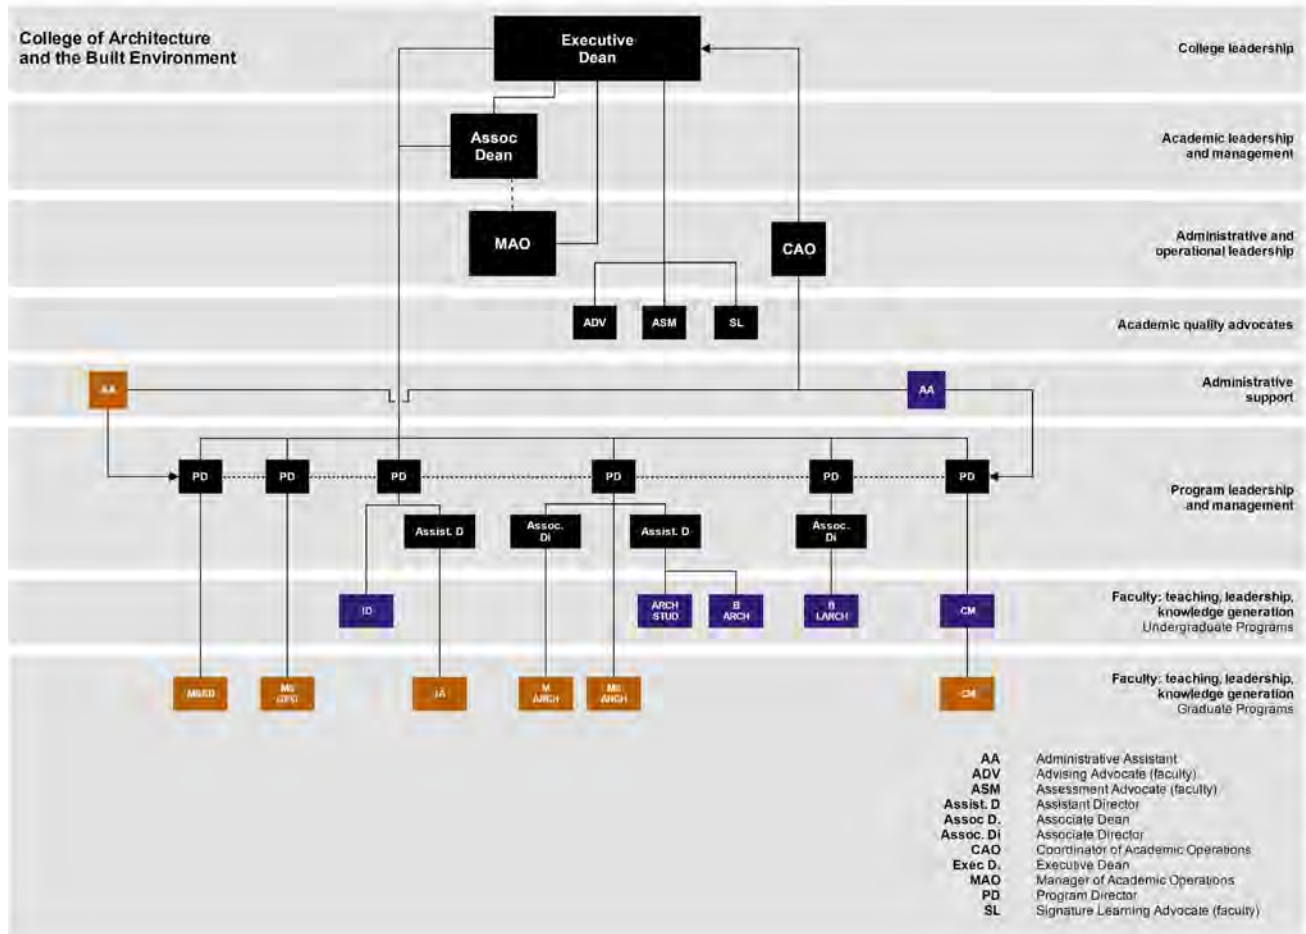 College of Architecture
and the Built Environment
Executive
Dean
College leadership
Assoc
Dean
Academic leadership
and management
MAO
CAO
Administrative and
operational leadership
ADV
ASM
SL
Academic quality advocates
AA
AA
Administrative
support
PD
PD
PD
PD
PD
PD
Program leadership
and management
Assist. D
Assoc.
Di
Assist. D
Assoc.
Di
ID
ARCH
STUD
B
ARCH
B
LARCH
CM
Faculty: teaching, leadership,
knowledge generation
Undergraduate Programs
MS
M
ARCH
MS
ARCH
CM
Faculty: teaching, leadership,
knowledge generation
Graduate Programs
AA Administrative Assistant
ADV Advising Advocate (faculty)
ASM Assessment Advocate (faculty)
Assist. D Assistant Director
Assoc D. Associate Dean
Assoc. Di Associate Director
CAO Coordinator of Academic Operations
Exec D. Executive Dean
MAO Manager of Academic Operations
PD Program Director
SL Signature Learning Advocate (faculty)